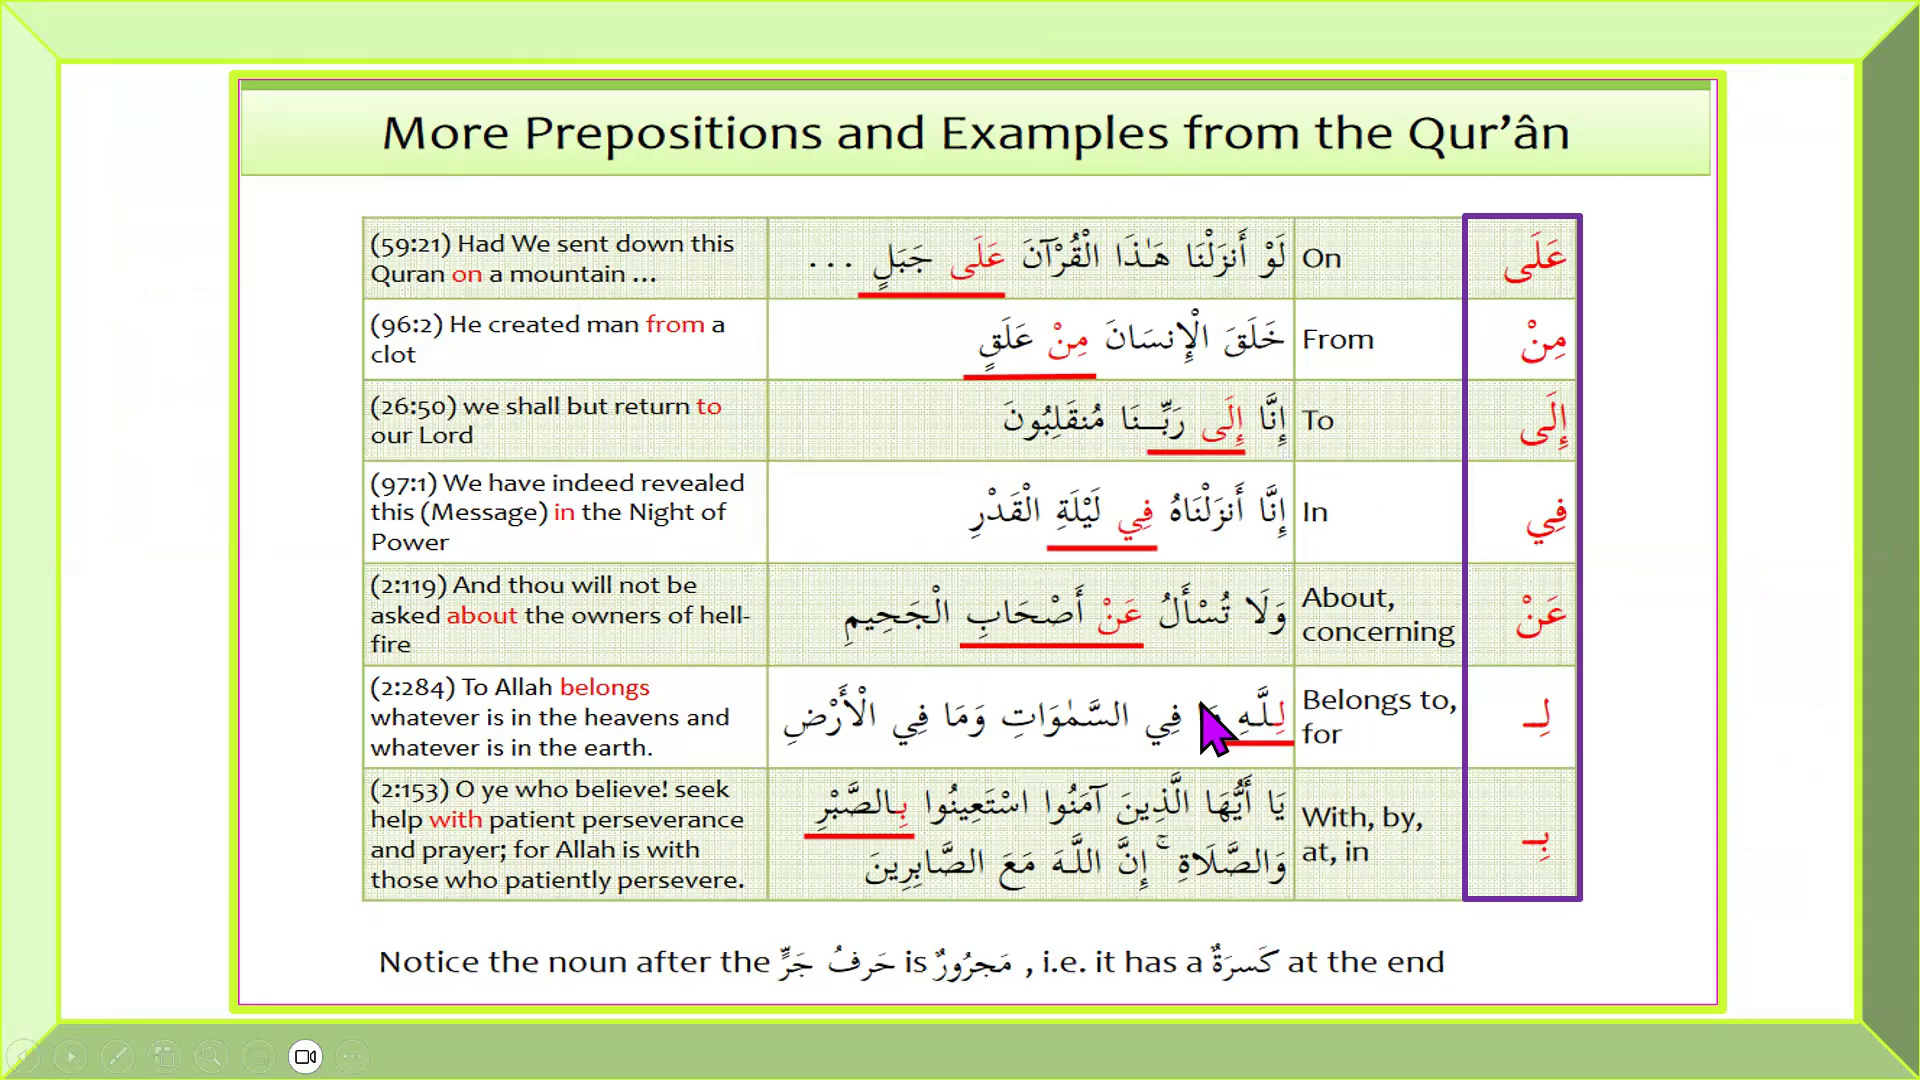 More Prepositions and Examples from the Qur’ân
(59:21) Had We sent down this
Quran on a mountain ...
لَوْ أَنزَلْنَا هَـٰذَا الْقُرْآنَ عَلَى جَبَلٍ ...
On
عَلَى
(96:2) He created man from a
clot
خَلَقَ الْإِنسَانَ مِنْ عَلَقٍ
From
مِنْ
(26:50) we shall but return to
our Lord
إِنَّا إِلَى رَبِّـنَا مُنقَلِبُونَ
To
إِلَى
(97:1) We have indeed revealed
this (Message) in the Night of
Power
إِنَّا أَنزَلْنَاهُ فِي لَيْلَةِ الْقَدْرِ
In
فِي
(2:119) And thou will not be
asked about the owners of hell-
fire
وَلَا تُسْأَلُ عَنْ أَصْحَابِ الْجَحِيمِ
About,
concerning
عَنْ
(2:284) To Allah belongs
whatever is in the heavens and
whatever is in the earth.
لِـلَّـهِ فِي السَّمٰوَاتِ وَمَا فِي الْأَرْضِ
Belongs to,
for
لِـ
(2:153) O ye who believe! seek
help with patient perseverance
and prayer; for Allah is with
those who patiently persevere.
يَا أَيُّهَا الَّذِينَ آمَنُوا اسْتَعِينُوا بِـالصَّبْرِ
وَالصَّلَاةِ ۚ إِنَّ اللَّـهَ مَعَ الصَّابِرِينَ
With, by,
at, in
بِـ
Notice the noun after the حَرفُ جَرٍّ is مَجرُورٌ , i.e. it has a كَسرَةٌ at the end